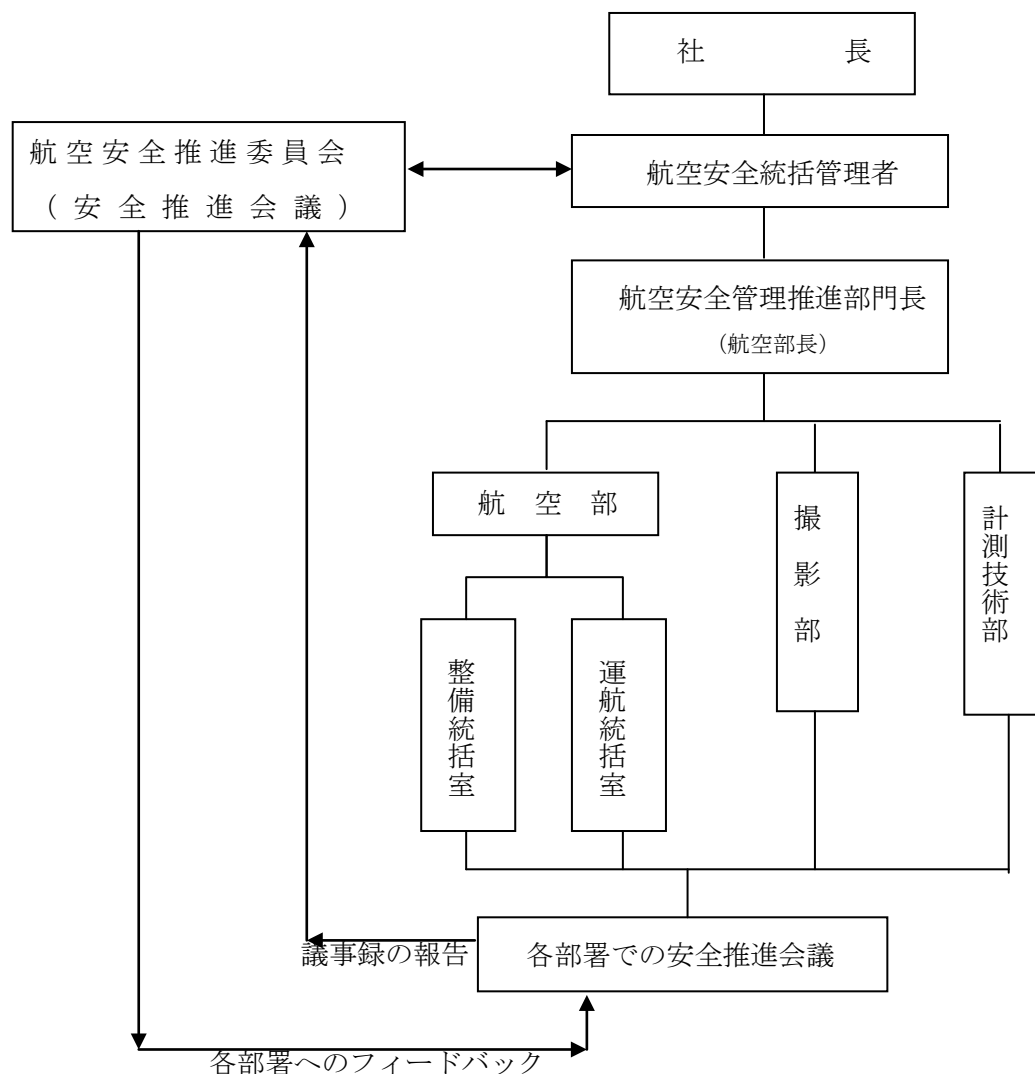 社長
航空安全推進委員会
(安全推進会議)
航空安全統括管理者
航空安全管理推進部門長
(航空部長)
航空部
撮影部
計測技術部
整備統括室
運航統括室
議事録の報告
各部署での安全推進会議
各部署へのフィードバック